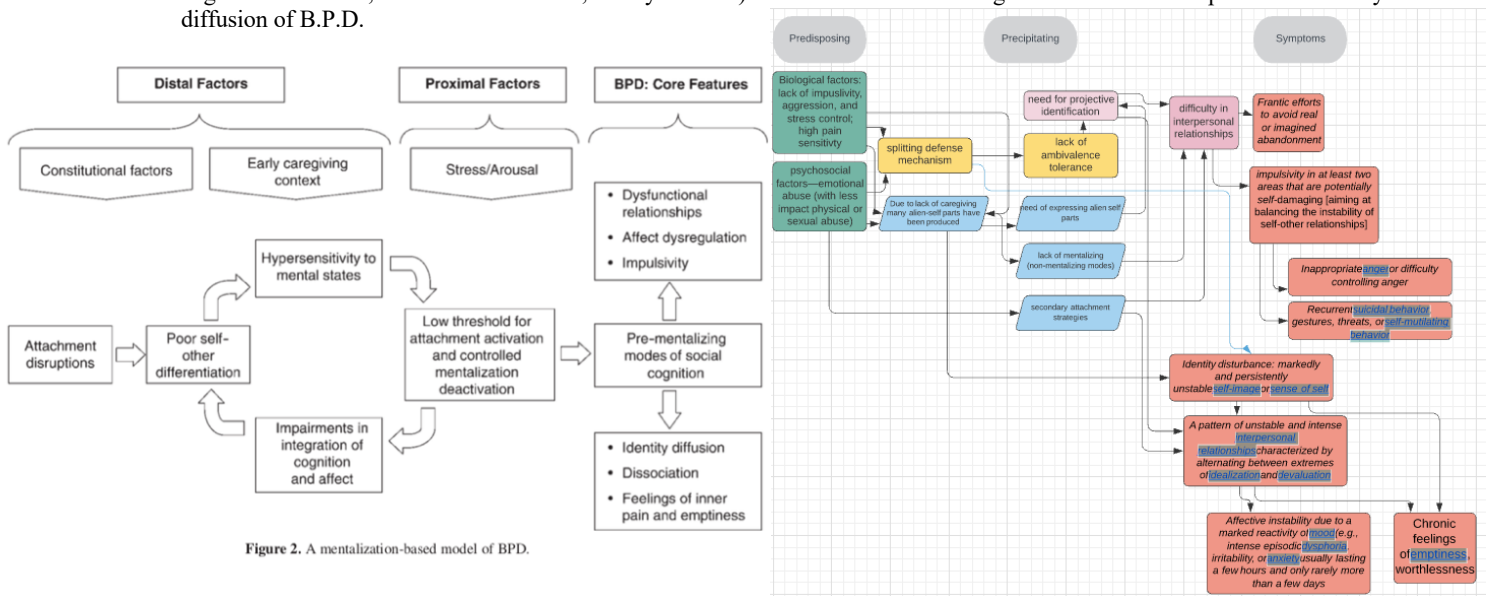 diffusion of B.P.D.
Distal Factors
Proximal Factors
BPD: Core Features
Constitutional factors
Early caregiving
context
Stress/Arousal
• Dysfunctional
relationships
• Affect dysregulation
• Impulsivity
Hypersensitivity to
mental states
Attachment
disruptions
Poor self-
other
differentiation
Low threshold for
attachment activation
and controlled
mentalization
deactivation
Pre-mentalizing
modes of social
cognition
Impairments in
integration of
cognition
and affect
• Identity diffusion
• Dissociation
• Feelings of inner
pain and emptiness
Figure 2. A mentalization-based model of BPD.
Predisposing
Precipitating
Symptoms
Biological factors:
lack of impuslivity,
aggression, and
stress control;
high pain
sensitivty
psychosocial
factors—emotional
abuse (with less
impact physical or
sexual abuse)
splitting defense
mechanism
Due to lack of caregiving
many alien-self parts have
been produced
need for projective
identification
lack of
ambivalence
tolerance
need of expressing alien self
parts
lack of mentalizing
(non-mentalizing modes)
secondary attachment
strategies
difficulty in
interpersonal
relationships
Frantic efforts
to avoid real
or imagined
abandonment
impulsivity in at least two
areas that are potentially
self-damaging [aiming at
balancing the instability of
self-other relationships]
Inappropriate anger or difficulty
controlling anger
Recurrent suicidal behavior,
gestures, threats, or self-mutilating
behavior
Identity disturbance: markedly
and persistently
unstable self-image or sense of self
A pattern of unstable and intense
interpersonal
relationships characterized by
alternating between extremes
of idealization and devaluation
Affective instability due to a
marked reactivity of mood (e.g.,
intense episodic dysphoria,
irritability, or anxiety usually lasting
a few hours and only rarely more
than a few days
Chronic
feelings
of emptiness,
worthlessness